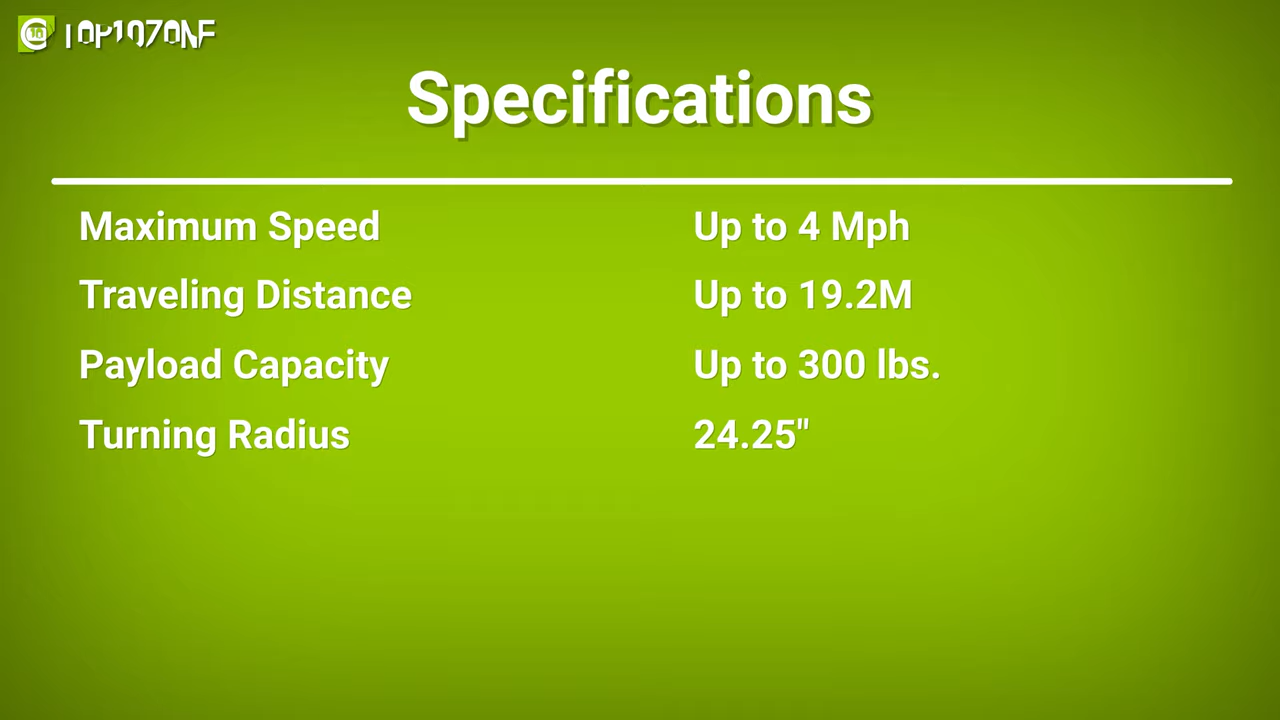 TOP10ZONE
Specifications
Maximum Speed Up to 4 Mph
Traveling Distance Up to 19.2M
Payload Capacity Up to 300 lbs.
Turning Radius 24.25"